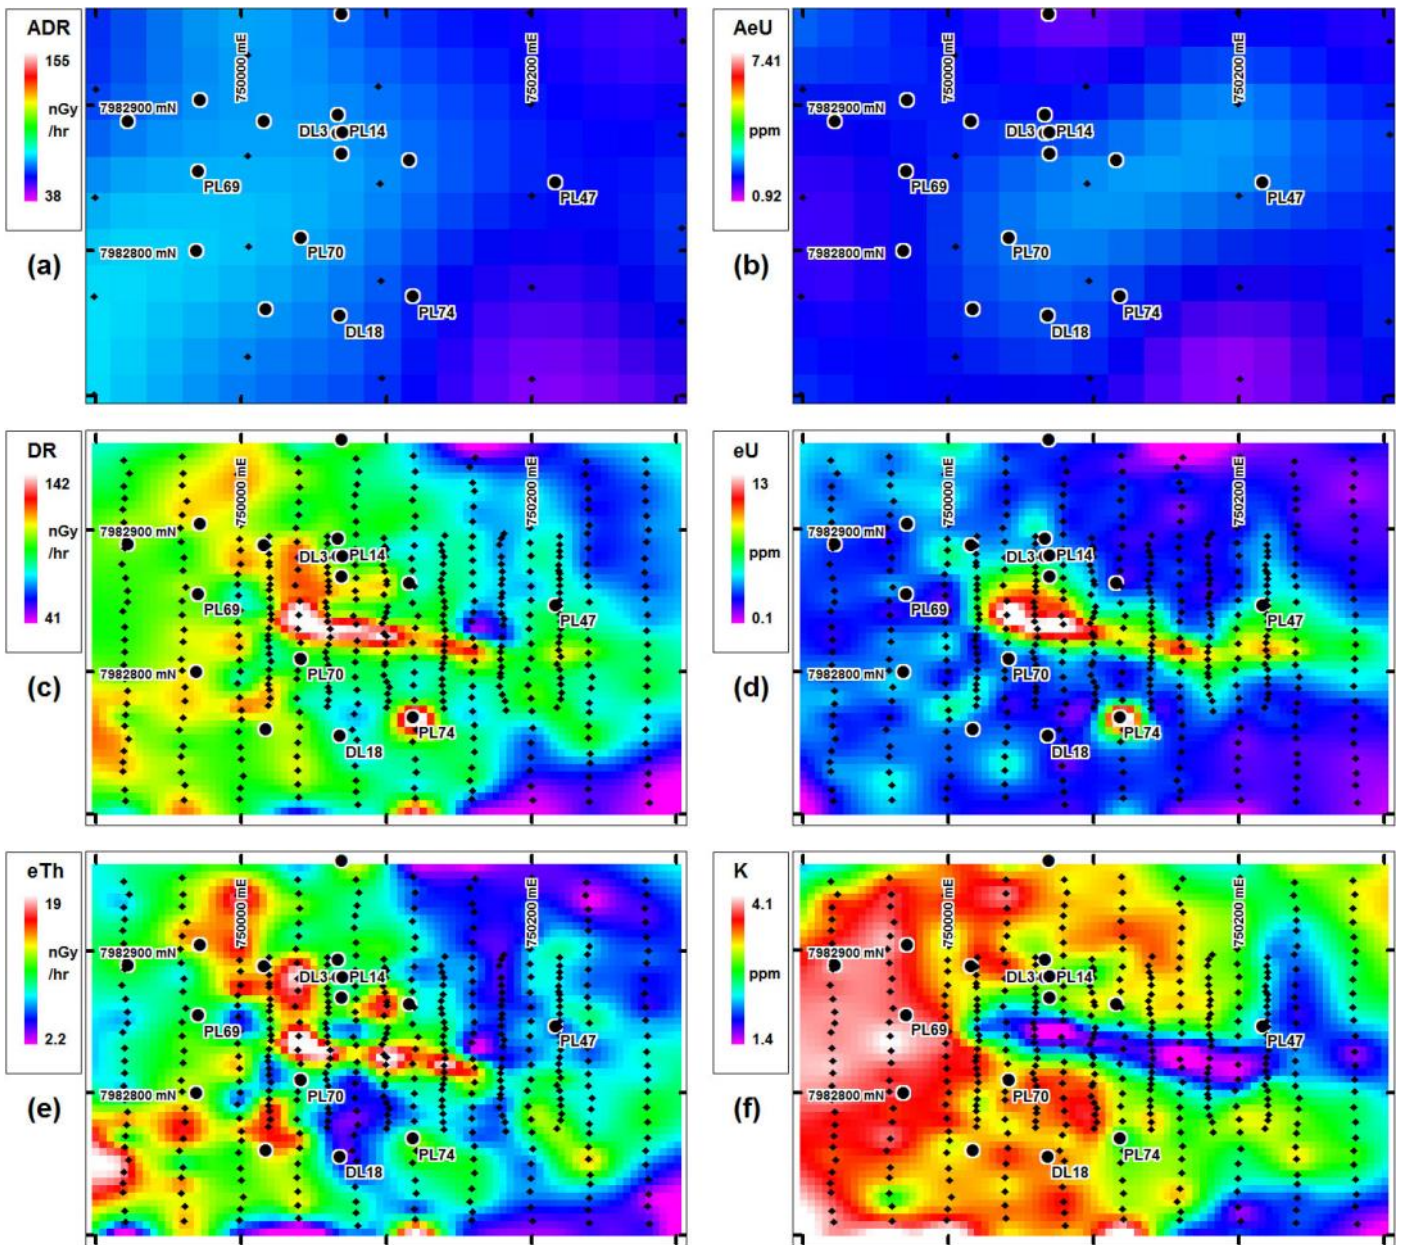 ADR
155
nGy
/hr
38
(a)
750000 mE
750200 mE
7982900 mN
7982800 mN
DL3
PL14
PL69
PL47
PL70
PL74
DL18
AeU
7.41
ppm
0.92
(b)
750000 mE
750200 mE
7982900 mN
7982800 mN
DL3
PL14
PL69
PL47
PL70
PL74
DL18
DR
142
nGy
/hr
41
(c)
750000 mE
750200 mE
7982900 mN
7982800 mN
DL3
PL14
PL69
PL47
PL70
PL74
DL18
eU
13
ppm
0.1
(d)
750000 mE
750200 mE
7982900 mN
7982800 mN
DL3
PL14
PL69
PL47
PL70
PL74
DL18
eTh
19
nGy
/hr
2.2
(e)
750000 mE
750200 mE
7982900 mN
7982800 mN
DL3
PL14
PL69
PL47
PL70
PL74
DL18
K
4.1
ppm
1.4
(f)
750000 mE
750200 mE
7982900 mN
7982800 mN
DL3
PL14
PL69
PL47
PL70
PL74
DL18